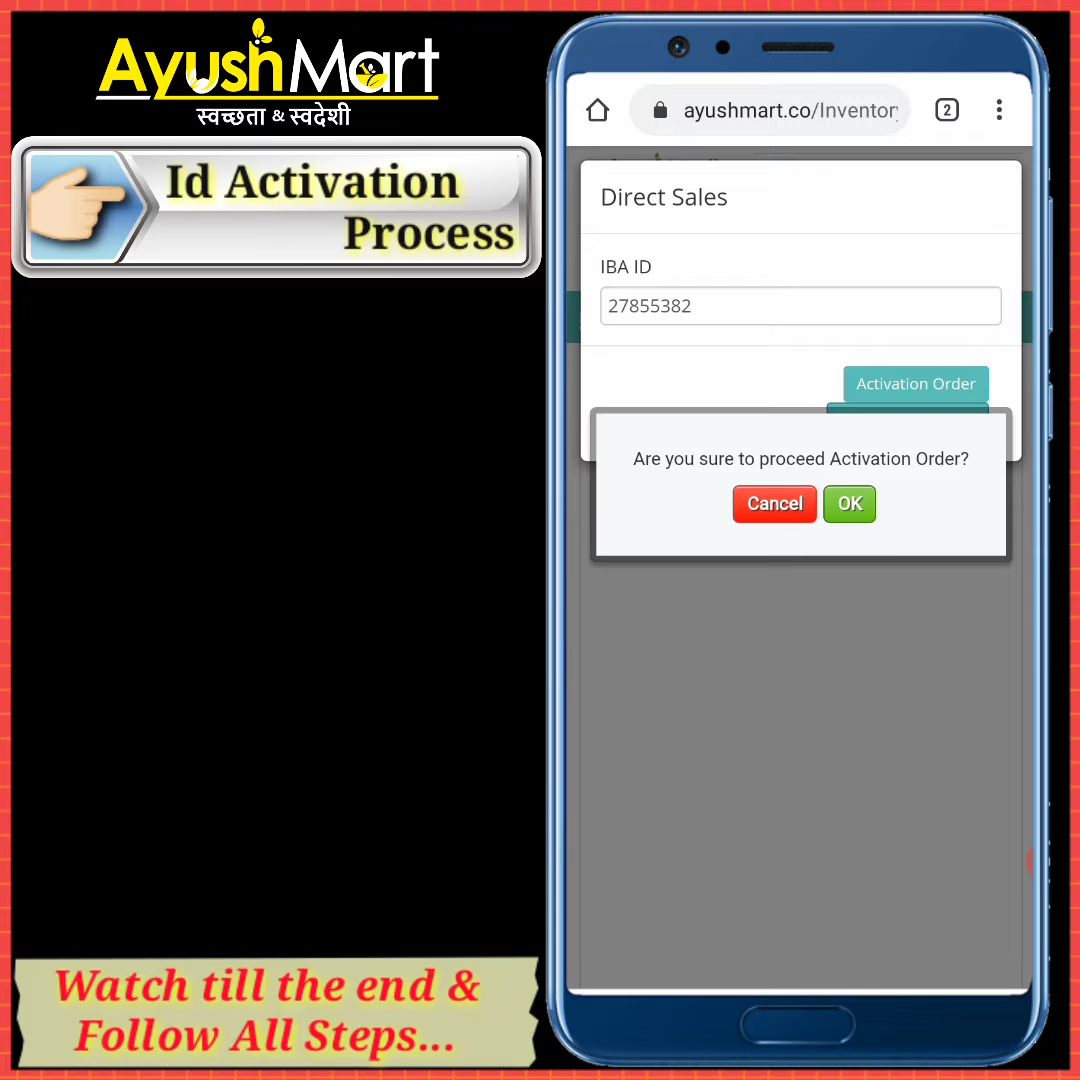 AyushMart
स्वच्छता & स्वदेशी
Id Activation
Process
ayushmart.co/Inventory
2
Direct Sales
IBA ID
27855382
Activation Order
Are you sure to proceed Activation Order?
Cancel OK
Watch till the end &
Follow All Steps...